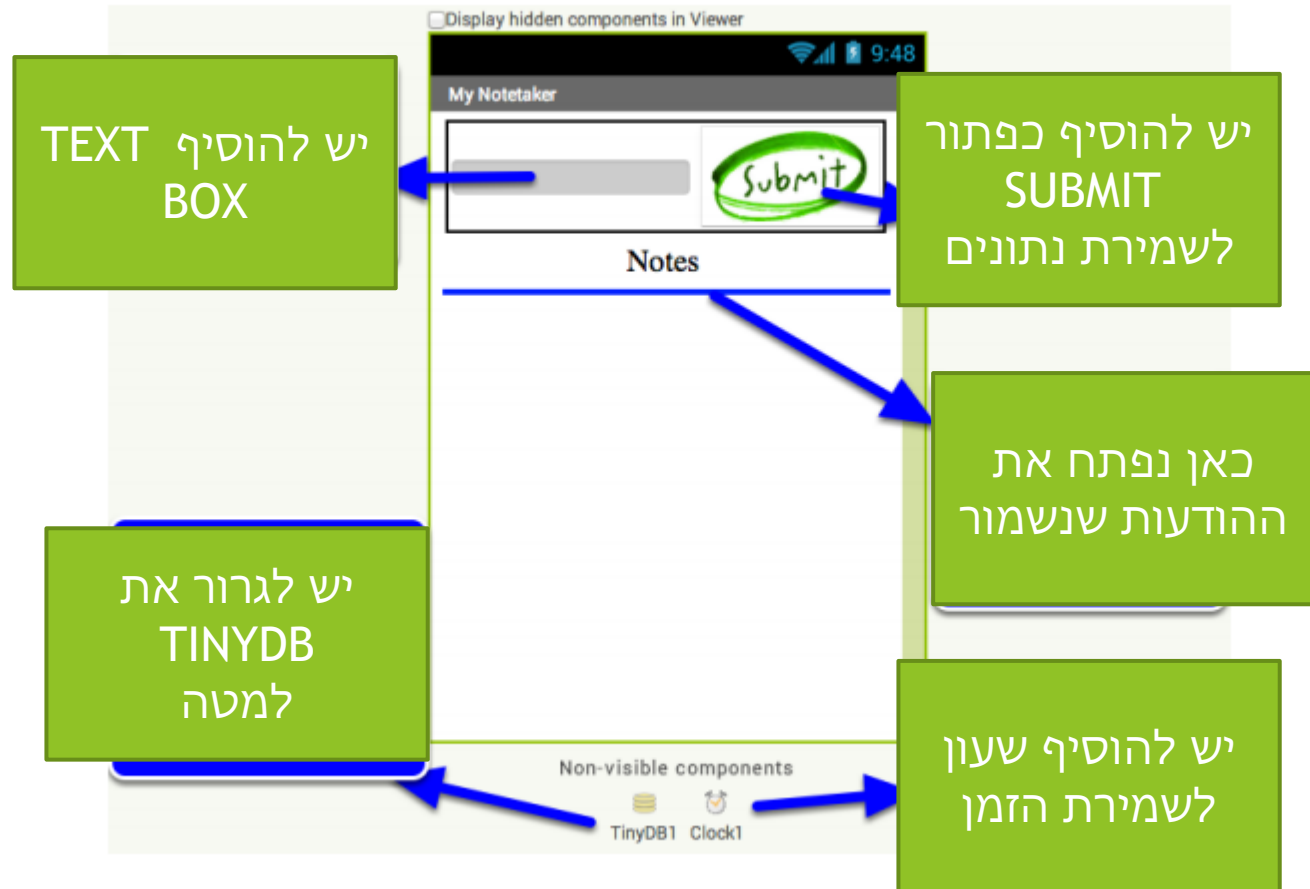 Display hidden components in Viewer
9:48
My Notetaker
יש להוסיף TEXT
BOX
Submit
יש להוסיף כפתור
SUBMIT
לשמירת נתונים
Notes
כאן נפתח את
ההודעות שנשמור
יש לגרור את
TINYDB
למטה
יש להוסיף שעון
לשמירת הזמן
Non-visible components
TinyDB1 Clock1